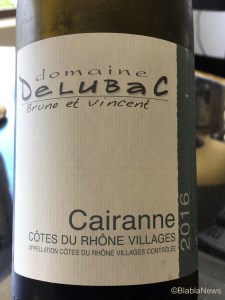 domaine
DeLUBaC
Bruno et Vincent
Cairanne
CÔTES DU RHÔNE VILLAGES
APPELLATION CÔTES DU RHÔNE VILLAGES CONTRÔLÉE
2016
©BlablaNews